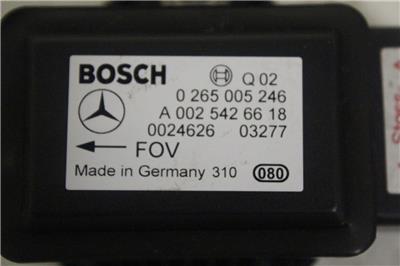 BOSCH Q 02
0 265 005 246
A 002 542 66 18
0024626 03277
FOV
Made in Germany 310 080